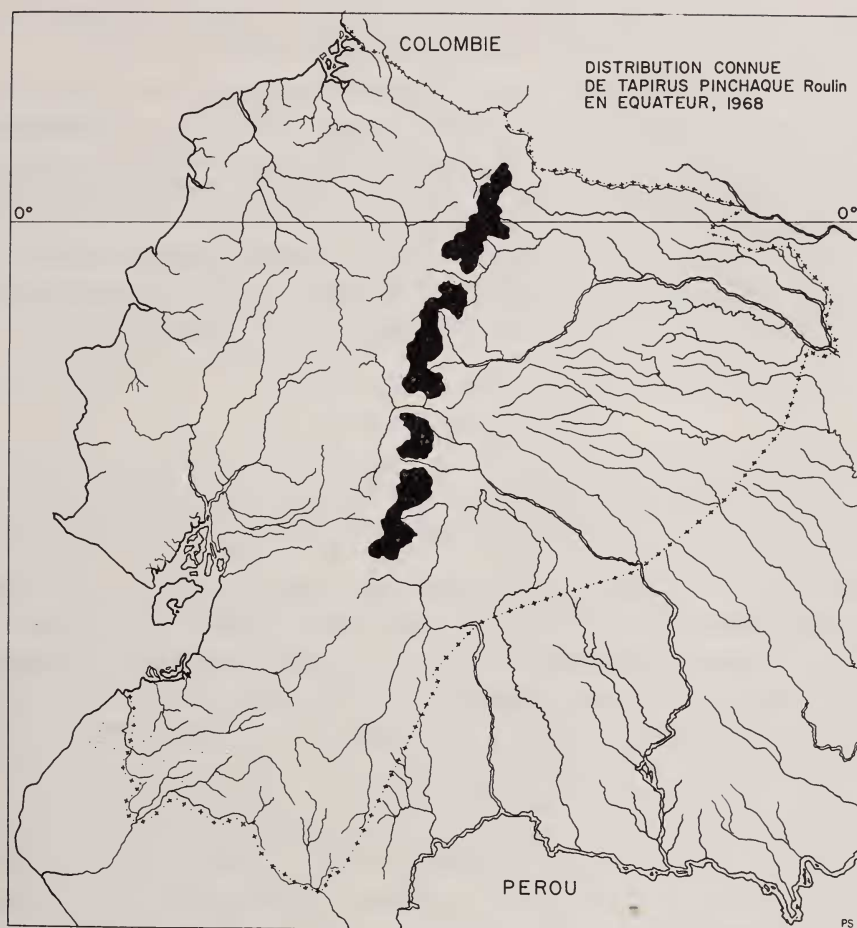 COLOMBIE
DISTRIBUTION CONNUE
DE TAPIRUS PINCHAQUE Roulin
EN EQUATEUR, 1968
0°
0°
PEROU
PS